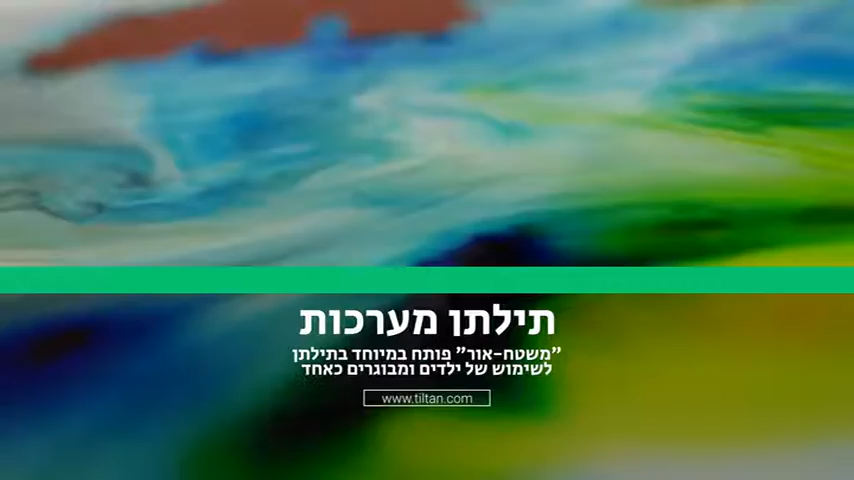 תילתן מערכות
"משטח-אור" פותח במיוחד בתילתן
לשימוש של ילדים ומבוגרים כאחד
www.tiltan.com